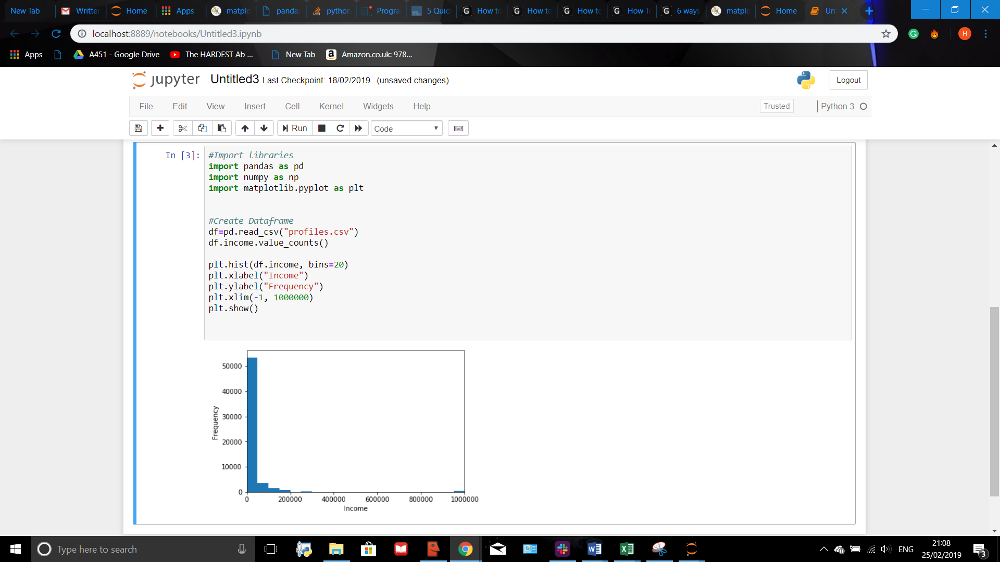 New Tab Writter Home Apps matplo pandas python Progra 5 Quic How to How to How to How To 6 ways matplo Home Un
localhost:8889/notebooks/Untitled3.ipynb H
Apps A451 - Google Drive The HARDEST Ab ... New Tab Amazon.co.uk: 978...
jupyter Untitled3 Last Checkpoint: 18/02/2019 (unsaved changes) Logout
File Edit View Insert Cell Kernel Widgets Help Trusted Python 3
Run Code
In [3]: #Import libraries
import pandas as pd
import numpy as np
import matplotlib.pyplot as plt
#Create Dataframe
df=pd.read_csv("profiles.csv")
df.income.value_counts()
plt.hist(df.income, bins=20)
plt.xlabel("Income")
plt.ylabel("Frequency")
plt.xlim(-1, 1000000)
plt.show()
50000
40000
30000
20000
10000
0
Frequency
0 200000 400000 600000 800000 1000000
Income
Type here to search ENG 21:08
25/02/2019 3